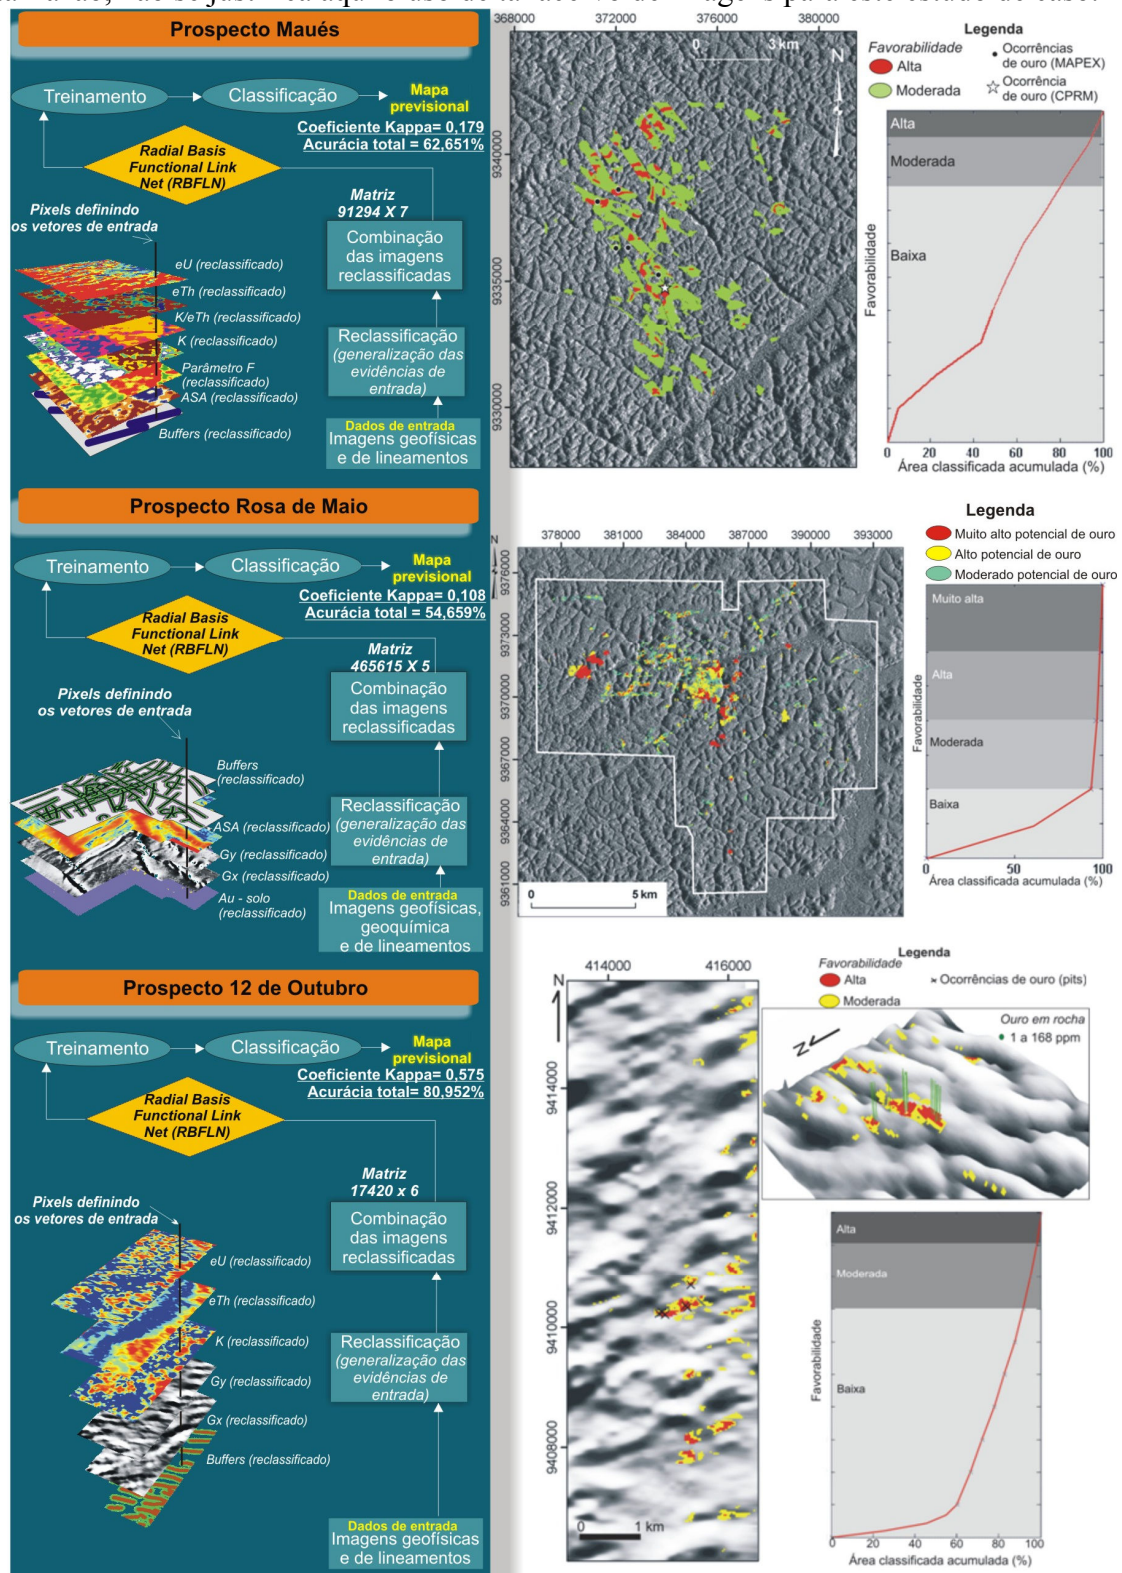 Prospecto Maués
Treinamento
Classificação
Mapa
previsional
Coeficiente Kappa= 0,179
Acurácia total = 62,651%
Radial Basis
Functional Link
Net (RBFLN)
Matriz
91294 X 7
Pixels definindo
os vetores de entrada
Combinação
das imagens
reclassificadas
eU (reclassificado)
eTh (reclassificado)
K/eTh (reclassificado)
K (reclassificado)
Parâmetro F
(reclassificado)
ASA (reclassificado)
Buffers (reclassificado)
Reclassificação
(generalização das
evidências de
entrada)
Dados de entrada
Imagens geofísicas
e de lineamentos
368000 372000 376000 380000
0 3 km
N
9340000
9335000
9330000
Legenda
Favorabilidade
Alta
Moderada
Ocorrências
de ouro (MAPEX)
Ocorrência
de ouro (CPRM)
Alta
Moderada
Baixa
Favorabilidade
0 20 40 60 80 100
Área classificada acumulada (%)
Prospecto Rosa de Maio
Treinamento
Classificação
Mapa
previsional
Coeficiente Kappa= 0,108
Acurácia total = 54,659%
Radial Basis
Functional Link
Net (RBFLN)
Matriz
465615 X 5
Pixels definindo
os vetores de entrada
Combinação
das imagens
reclassificadas
Buffers
(reclassificado)
ASA (reclassificado)
Gy (reclassificado)
Gx (reclassificado)
Au - solo
(reclassificado)
Reclassificação
(generalização das
evidências de
entrada)
Dados de entrada
Imagens geofísicas,
geoquímica
e de lineamentos
N
378000 381000 384000 387000 390000 393000
9376000
9373000
9370000
9367000
9364000
9361000
0 5 km
Legenda
Muito alto potencial de ouro
Alto potencial de ouro
Moderado potencial de ouro
Muito alta
Alta
Moderada
Baixa
Favorabilidade
0 50 100
Área classificada acumulada (%)
Prospecto 12 de Outubro
Treinamento
Classificação
Mapa
previsional
Coeficiente Kappa= 0,575
Acurácia total= 80,952%
Radial Basis
Functional Link
Net (RBFLN)
Matriz
17420 x 6
Pixels definindo
os vetores de entrada
Combinação
das imagens
reclassificadas
eU (reclassificado)
eTh (reclassificado)
K (reclassificado)
Gy (reclassificado)
Gx (reclassificado)
Buffers (reclassificado)
Reclassificação
(generalização das
evidências de
entrada)
Dados de entrada
Imagens geofísicas
e de lineamentos
414000 416000
N
9414000
9412000
9410000
9408000
0 1 km
Legenda
Favorabilidade
Alta
Moderada
Ocorrências de ouro (pits)
N
Ouro em rocha
1 a 168 ppm
Alta
Moderada
Baixa
Favorabilidade
0 20 40 60 80 100
Área classificada acumulada (%)